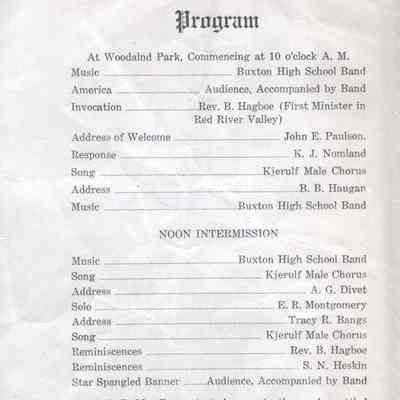 Program
At Woodalnd Park, Commencing at 10 o'clock A. M.
Music Buxton High School Band
America Audience, Accompanied by Band
Invocation Rev. B. Hagboe (First Minister in
Red River Valley)
Address of Welcome John E. Paulson.
Response K. J. Nomland
Song Kjerulf Male Chorus
Address B. B. Haugan
Music Buxton High School Band
NOON INTERMISSION
Music Buxton High School Band
Song Kjerulf Male Chorus
Address A. G. Divet
Solo E. R. Montgomery
Address Tracy R. Bangs
Song Kjerulf Male Chorus
Reminiscences Rev. B. Hagboe
Reminiscences S. N. Heskin
Star Spangled Banner Audience, Accompanied by Band